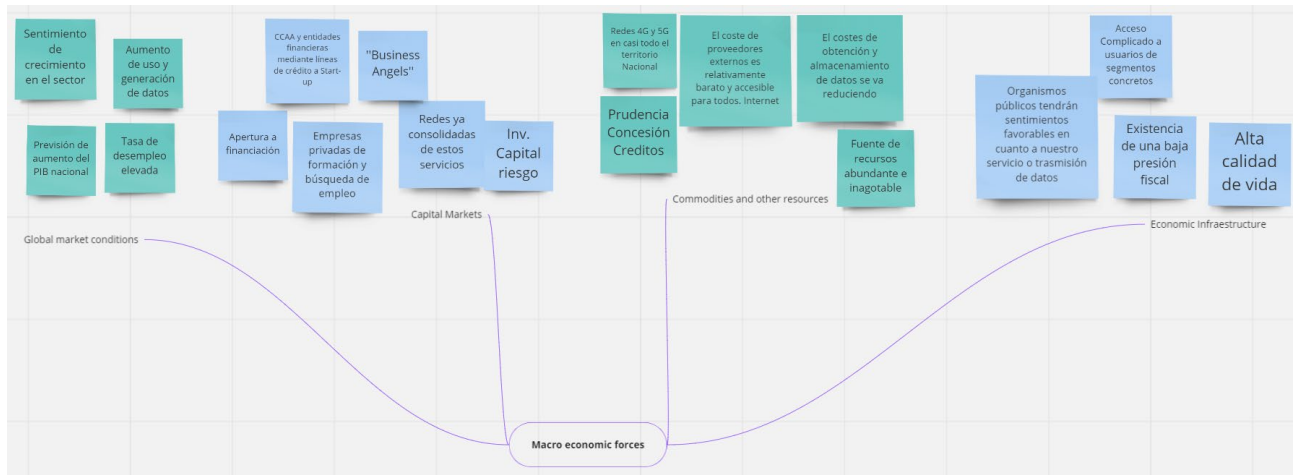 Sentimiento
de
crecimiento
en el sector
Aumento
de uso y
generación
de datos
Previsión de
aumento del
PIB nacional
Tasa de
desempleo
elevada
Global market conditions
CCAA y entidades
financieras
mediante líneas
de crédito a Start-
up
"Business
Angels"
Apertura a
financiación
Empresas
privadas de
formación y
búsqueda de
empleo
Redes ya
consolidadas
de estos
servicios
Inv.
Capital
riesgo
Capital Markets
Redes 4G y 5G
en casi todo el
territorio
Nacional
El coste de
proveedores
externos es
relativamente
barato y accesible
para todos. Internet
El costes de
obtención y
almacenamiento
de datos se va
reduciendo
Prudencia
Concesión
Creditos
Fuente de
recursos
abundante e
inagotable
Commodities and other resources
Acceso
Complicado a
usuarios de
segmentos
concretos
Organismos
públicos tendrán
sentimientos
favorables en
cuanto a nuestro
servicio o trasmisión
de datos
Existencia
de una baja
presión
fiscal
Alta
calidad
de vida
Economic Infraestructure
Macro economic forces